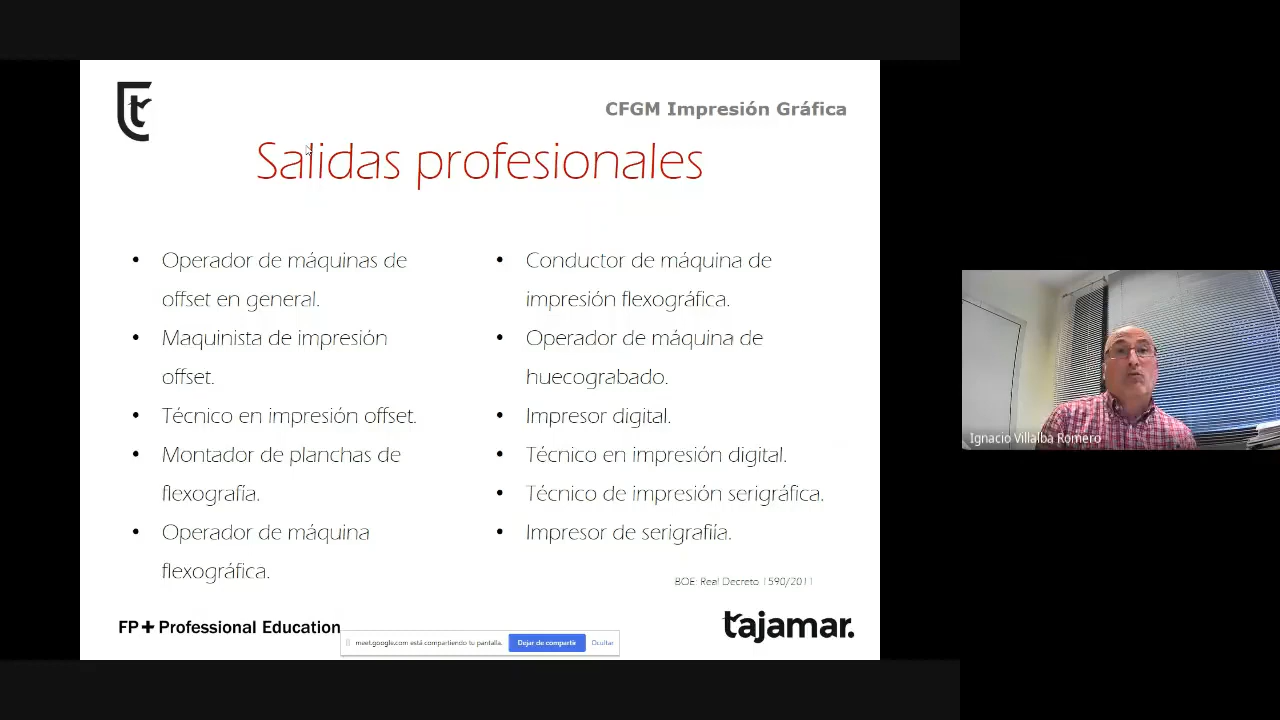 CFGM Impresión Gráfica
Salidas profesionales
• Operador de máquinas de
offset en general.
• Maquinista de impresión
offset.
• Técnico en impresión offset.
• Montador de planchas de
flexografía.
• Operador de máquina
flexográfica.
• Conductor de máquina de
impresión flexográfica.
• Operador de máquina de
huecograbado.
• Impresor digital.
• Técnico en impresión digital.
• Técnico de impresión serigráfica.
• Impresor de serigrafiía.
BOE: Real Decreto 1590/2011
FP+ Professional Education
meet.google.com está compartiendo tu pantalla.
Dejar de compartir
Ocultar
tajamar.
Ignacio Villalba Romero